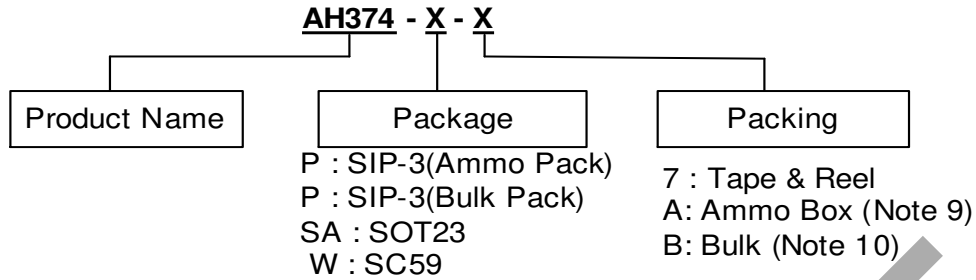 AH374 - X - X
Product Name
Package
Packing
P : SIP-3(Ammo Pack)
P : SIP-3(Bulk Pack)
SA : SOT23
W : SC59
7 : Tape & Reel
A: Ammo Box (Note 9)
B: Bulk (Note 10)